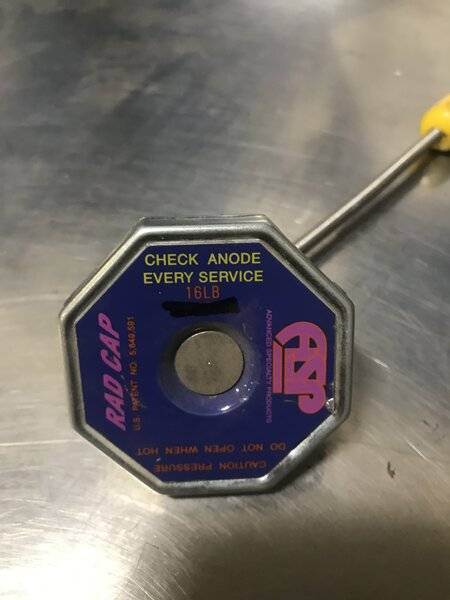 CHECK ANODE
EVERY SERVICE
16LB
ASP
ADVANCED SPECIALTY PRODUCTS
CAUTION PRESSURE
DO NOT OPEN WHEN HOT
RAD CAP
U.S. PATENT NO. 5,649,591